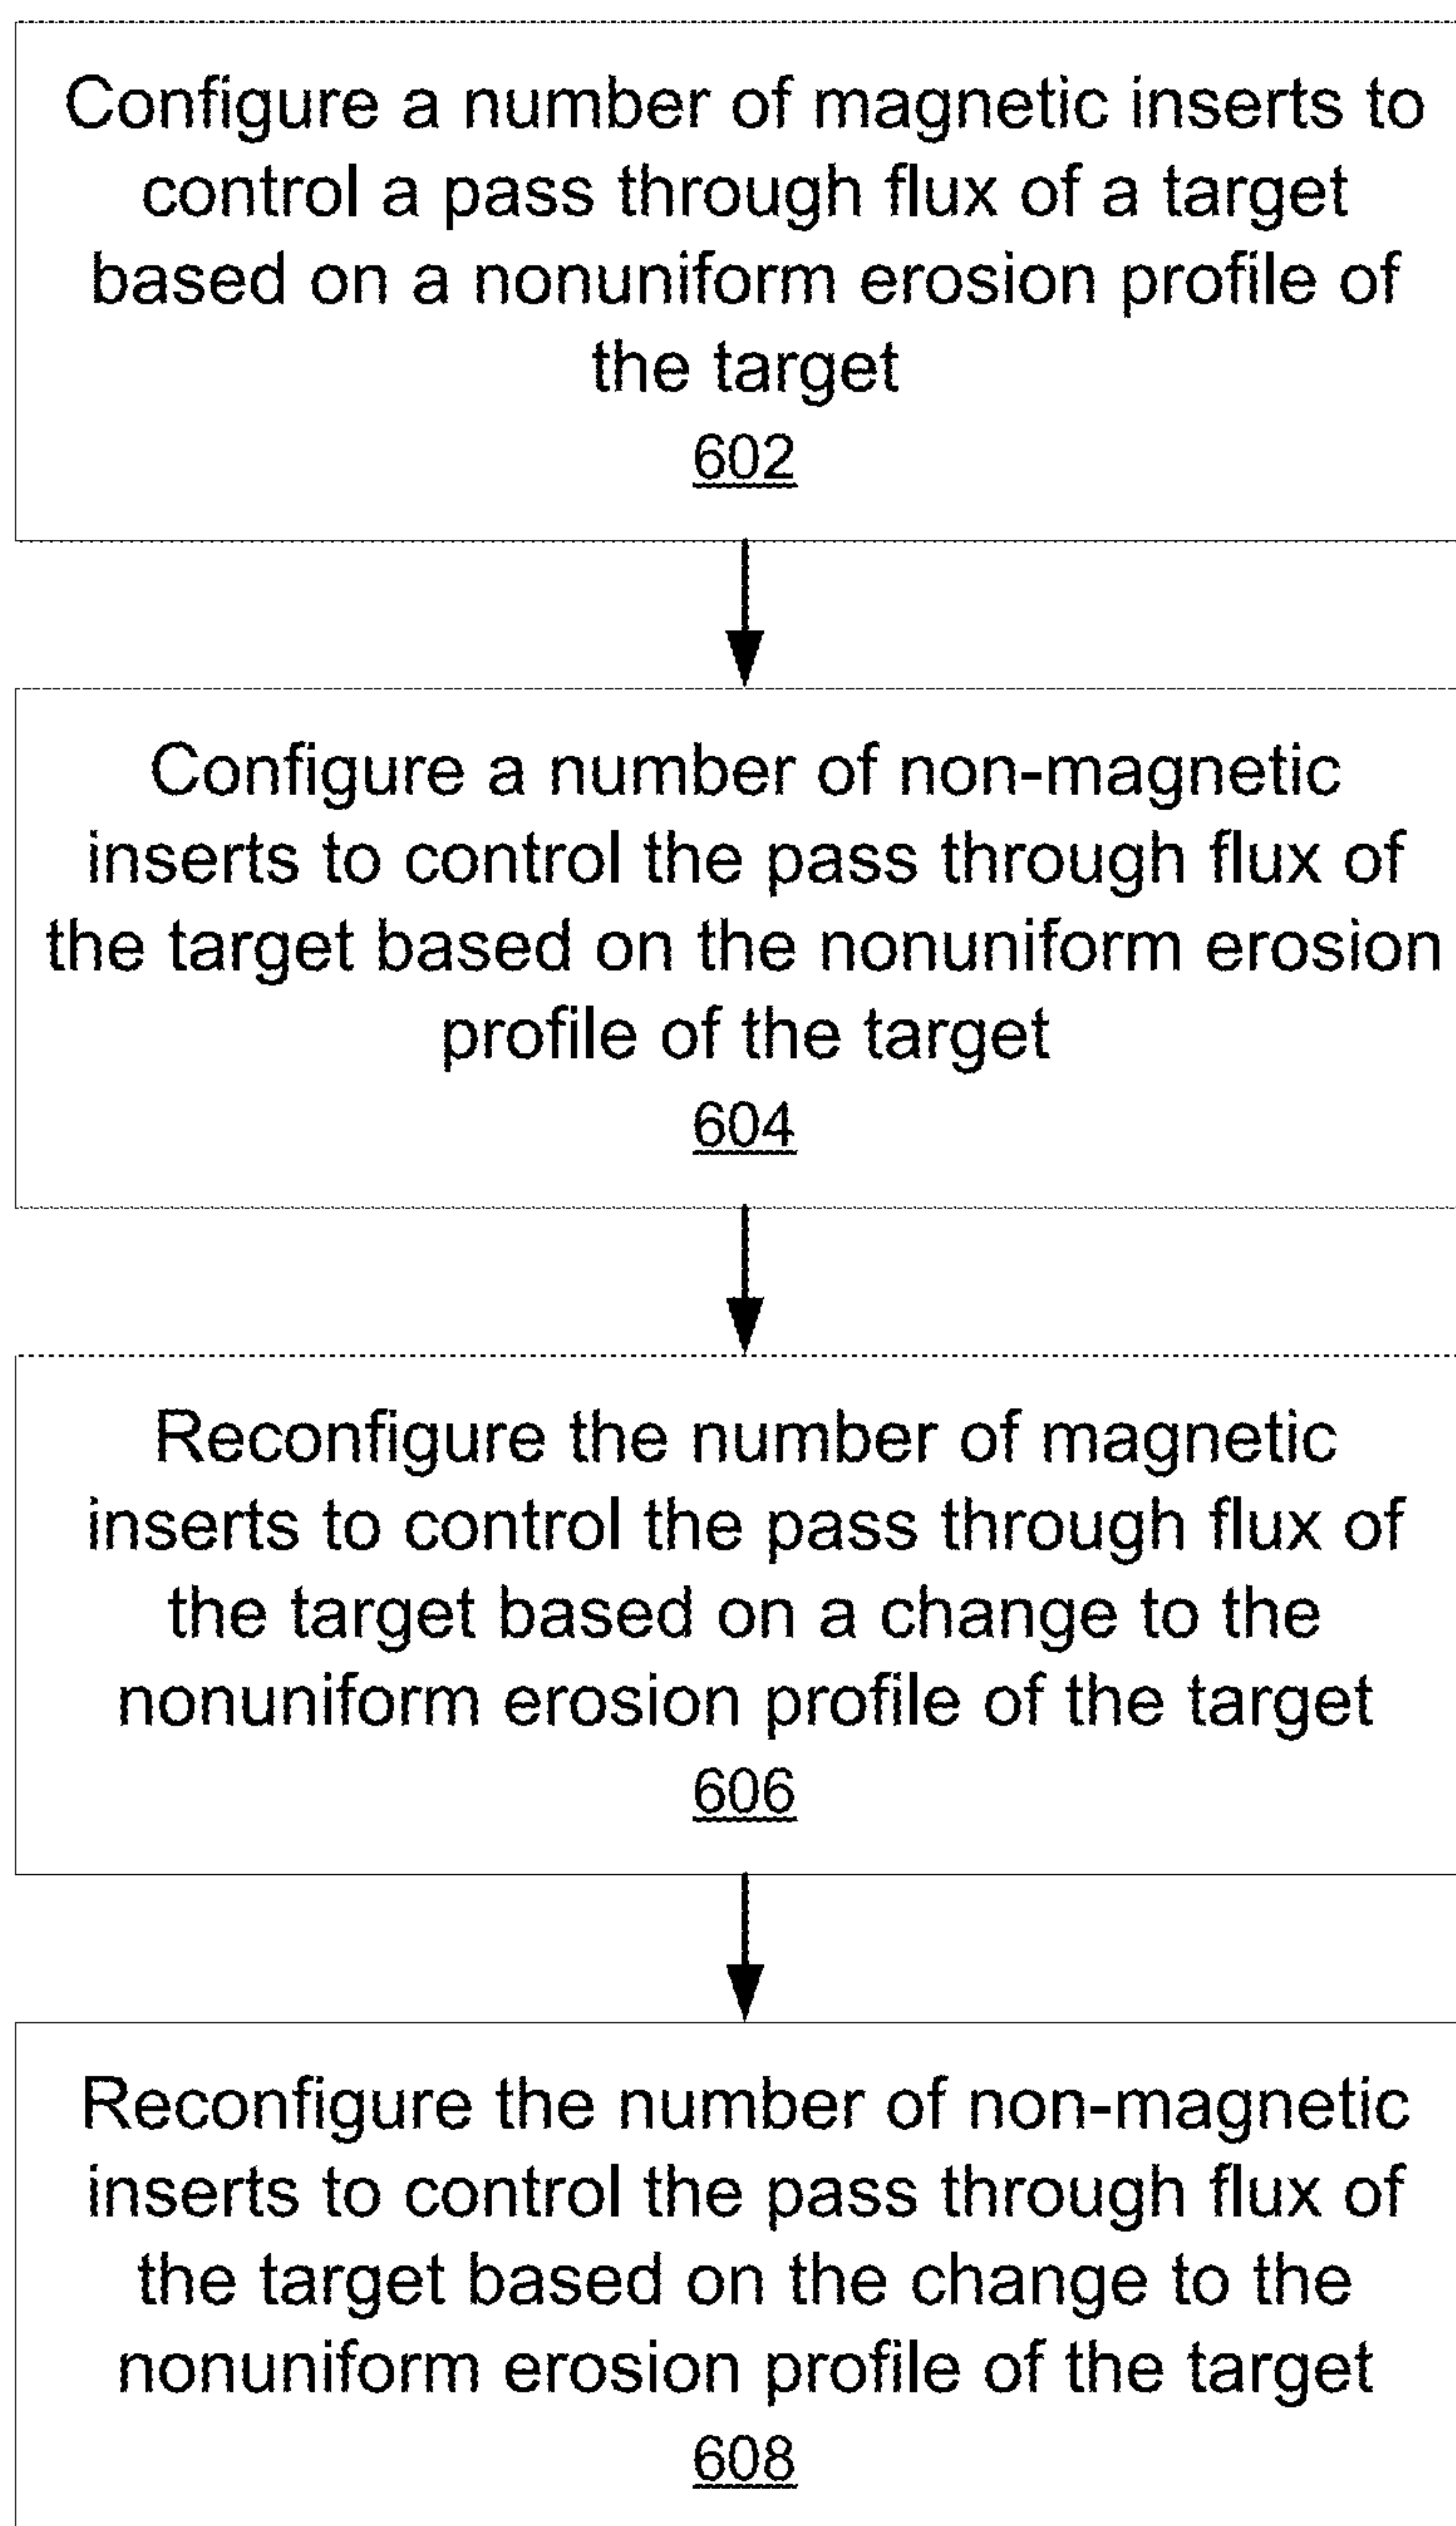 Configure a number of magnetic inserts to
control a pass through flux of a target
based on a nonuniform erosion profile of
the target
602
Configure a number of non-magnetic
inserts to control the pass through flux of
the target based on the nonuniform erosion
profile of the target
604
Reconfigure the number of magnetic
inserts to control the pass through flux of
the target based on a change to the
nonuniform erosion profile of the target
606
Reconfigure the number of non-magnetic
inserts to control the pass through flux of
the target based on the change to the
nonuniform erosion profile of the target
608